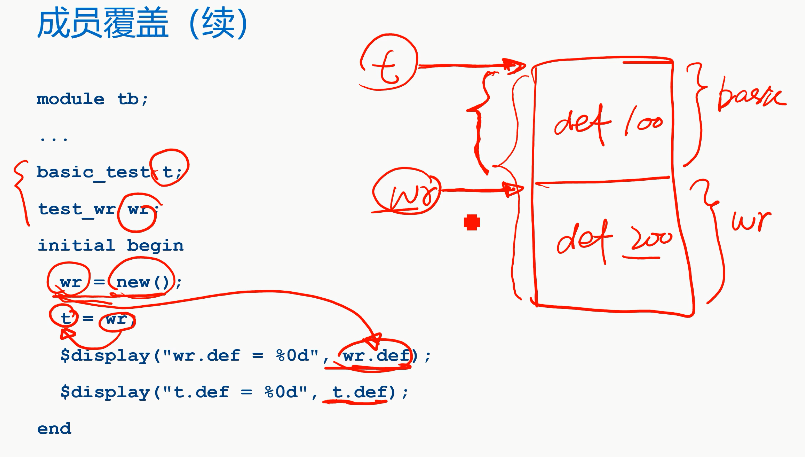 成员覆盖（续）
module tb;
...
basic_test t;
test_wr wr;
initial begin
wr = new();
t = wr;
$display("wr.def = %0d", wr.def);
$display("t.def = %0d", t.def);
end
t
def 100
basic
wr
def 200
wr